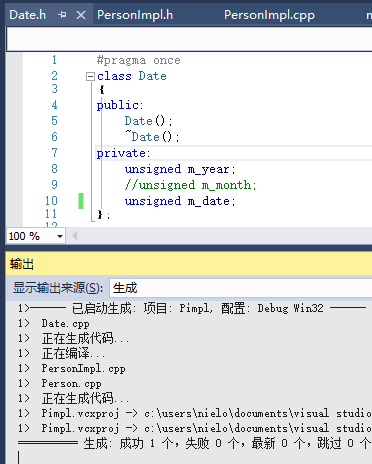 Date.h PersonImpl.h PersonImpl.cpp
1 #pragma once
2 class Date
3 {
4 public:
5 Date();
6 ~Date();
7 private:
8 unsigned m_year;
9 //unsigned m_month;
10 unsigned m_date;
11 };
100 %
输出
显示输出来源(S): 生成
1>------ 已启动生成: 项目: Pimpl, 配置: Debug Win32 ------
1> Date.cpp
1> 正在生成代码...
1> 正在编译...
1> PersonImpl.cpp
1> Person.cpp
1> 正在生成代码...
1> Pimpl.vcxproj -> c:\users\nielo\documents\visual studio
1> Pimpl.vcxproj -> c:\users\nielo\documents\visual studio
========== 生成: 成功 1 个，失败 0 个，最新 0 个，跳过 0 个